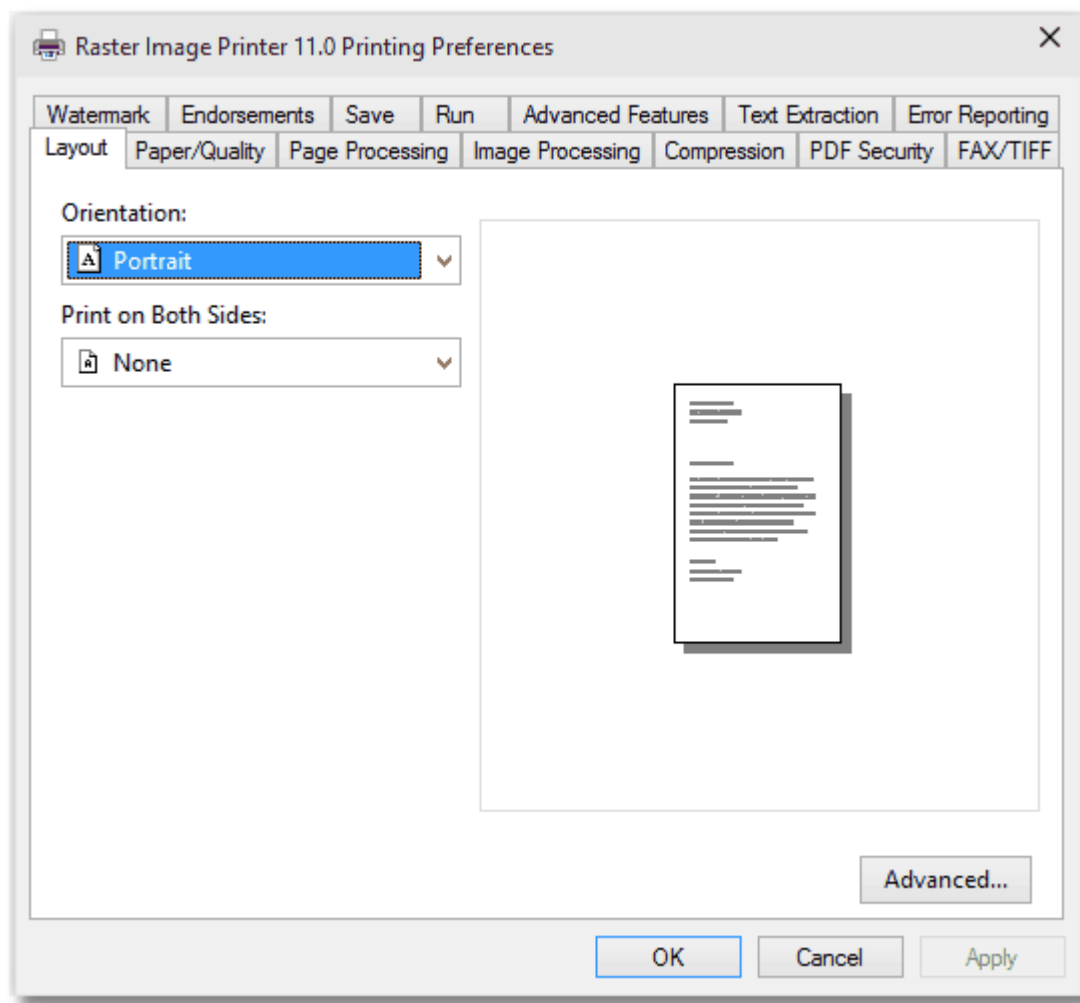 Raster Image Printer 11.0 Printing Preferences
Watermark Endorsements Save Run Advanced Features Text Extraction Error Reporting
Layout Paper/Quality Page Processing Image Processing Compression PDF Security FAX/TIFF
Orientation:
A Portrait
Print on Both Sides:
A None
Advanced...
OK Cancel Apply